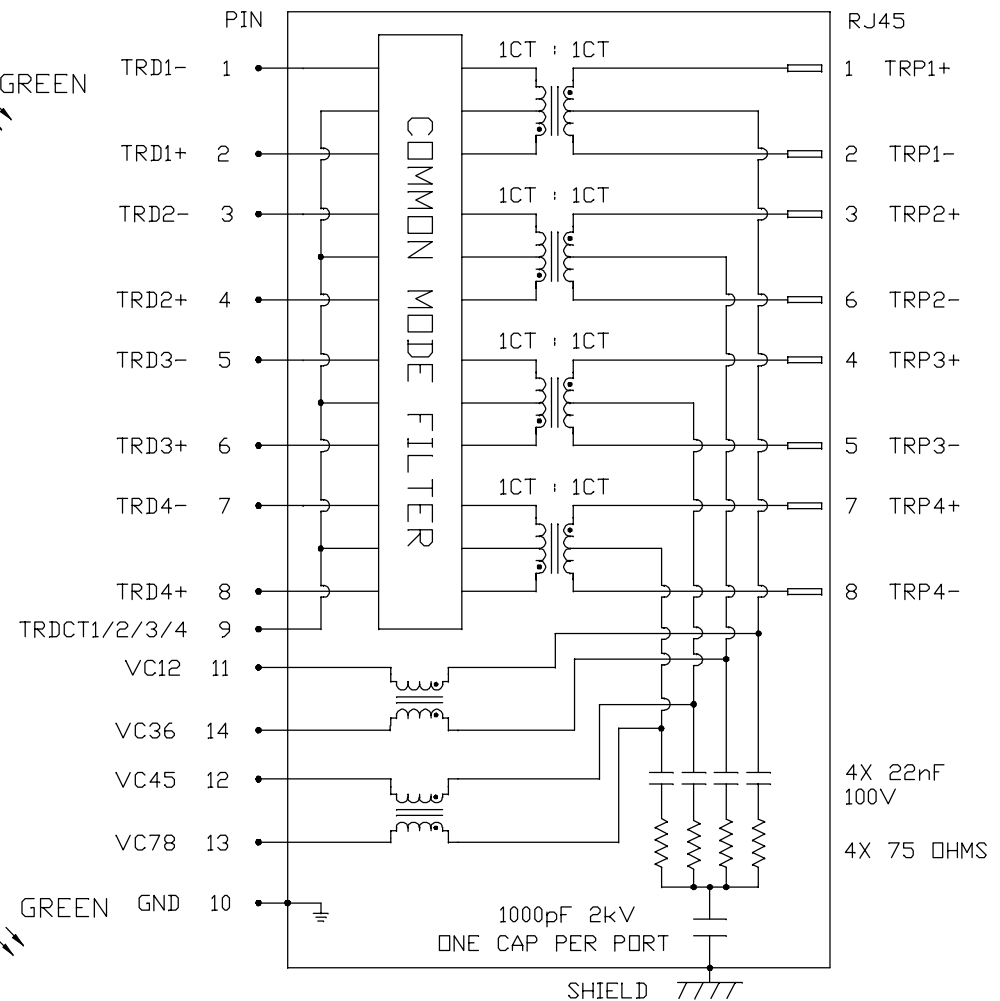 PIN
RJ45
1CT : 1CT
TRD1- 1
1 TRP1+
GREEN
TRD1+ 2
2 TRP1-
1CT : 1CT
TRD2- 3
3 TRP2+
COMMON MODE FILTER
TRD2+ 4
6 TRP2-
1CT : 1CT
TRD3- 5
4 TRP3+
TRD3+ 6
5 TRP3-
1CT : 1CT
TRD4- 7
7 TRP4+
TRD4+ 8
8 TRP4-
TRDCT1/2/3/4 9
VC12 11
VC36 14
VC45 12
4X 22nF
100V
VC78 13
4X 75 OHMS
GREEN
GND 10
1000pF 2kV
ONE CAP PER PORT
SHIELD